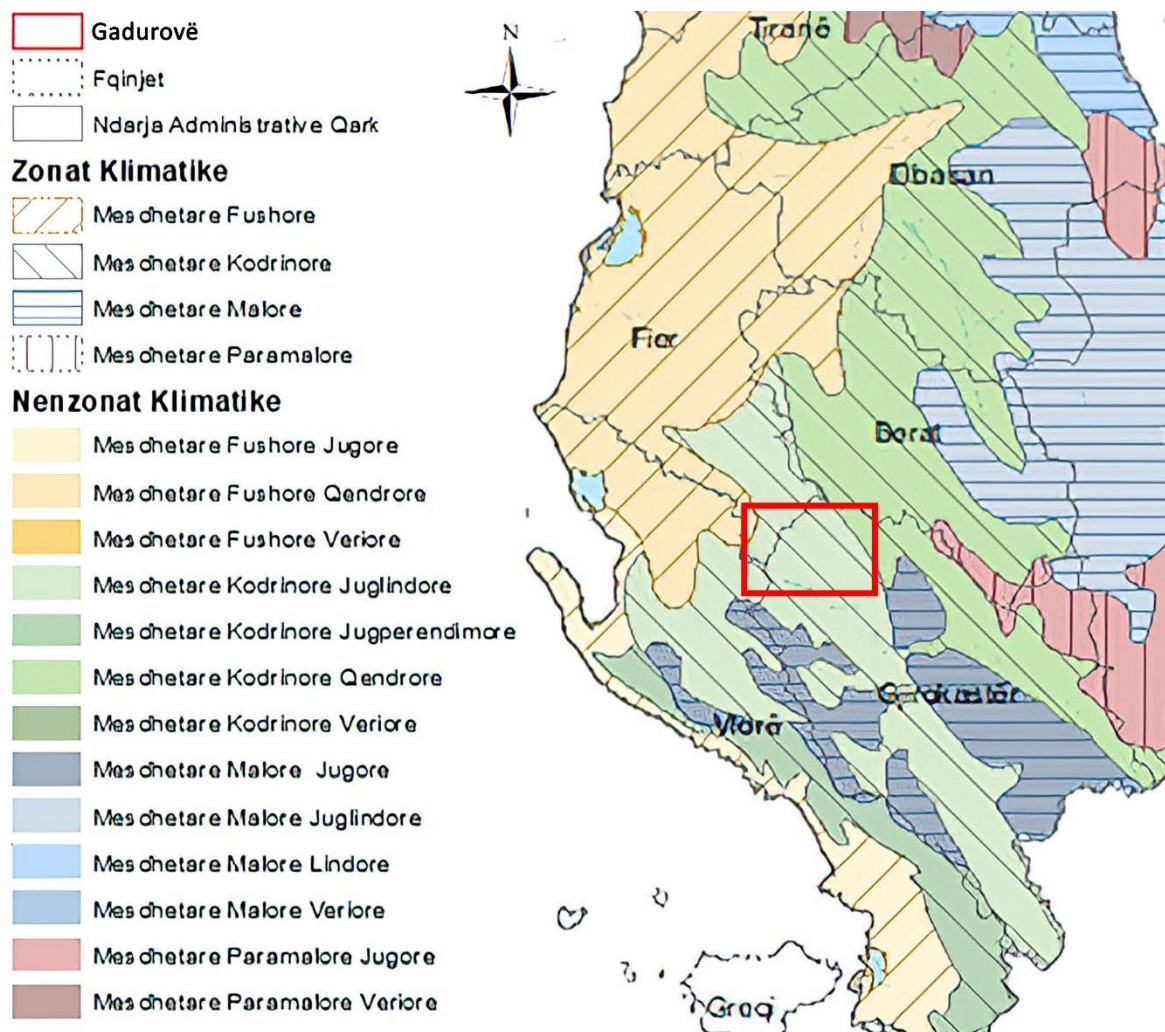 Gadurovë
Fqinjet
Ndarja Administrative Qark
Zonat Klimatike
Mesdhetare Fushore
Mesdhetare Kodrinore
Mesdhetare Malore
Mesdhetare Paramalore
Nenzonat Klimatike
Mesdhetare Fushore Jugore
Mesdhetare Fushore Qendrore
Mesdhetare Fushore Veriore
Mesdhetare Kodrinore Juglindore
Mesdhetare Kodrinore Jugperendimore
Mesdhetare Kodrinore Qendrore
Mesdhetare Kodrinore Veriore
Mesdhetare Malore Jugore
Mesdhetare Malore Juglindore
Mesdhetare Malore Lindore
Mesdhetare Malore Veriore
Mesdhetare Paramalore Jugore
Mesdhetare Paramalore Veriore
N
Tiranë
Elbasan
Fier
Berat
Gjirokastër
Vlorë
Greqi